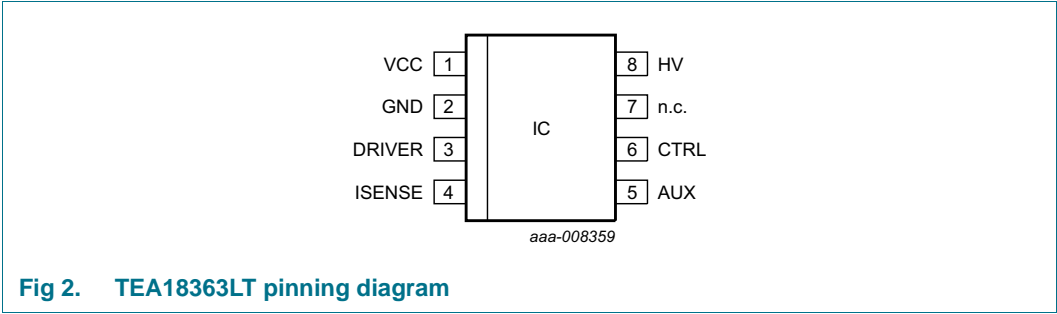 VCC 1 8 HV
GND 2 7 n.c.
IC
DRIVER 3 6 CTRL
ISENSE 4 5 AUX
aaa-008359
Fig 2. TEA18363LT pinning diagram